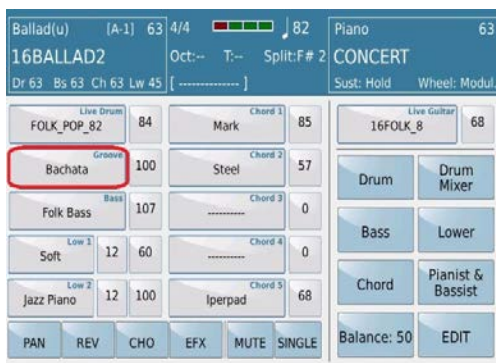 Ballad(u) [A-1] 63 4/4 82 Piano 63
16BALLAD2 Oct:-- T:-- Split:F# 2 CONCERT
Dr 63 Bs 63 Ch 63 Lw 45 [ -------------- ] Sust: Hold Wheel: Modul.
Live Drum Chord 1 Live Guitar
FOLK_POP_82 84 Mark 85 16FOLK_8 68
Groove Chord 2
Bachata 100 Steel 57 Drum Drum Mixer
Bass Chord 3
Folk Bass 107 ---------- 0 Bass Lower
Low 1 Chord 4
Soft 12 60 ---------- 0 Chord Pianist & Bassist
Low 2 Chord 5
Jazz Piano 12 100 Iperpad 68
PAN REV CHO EFX MUTE SINGLE Balance: 50 EDIT